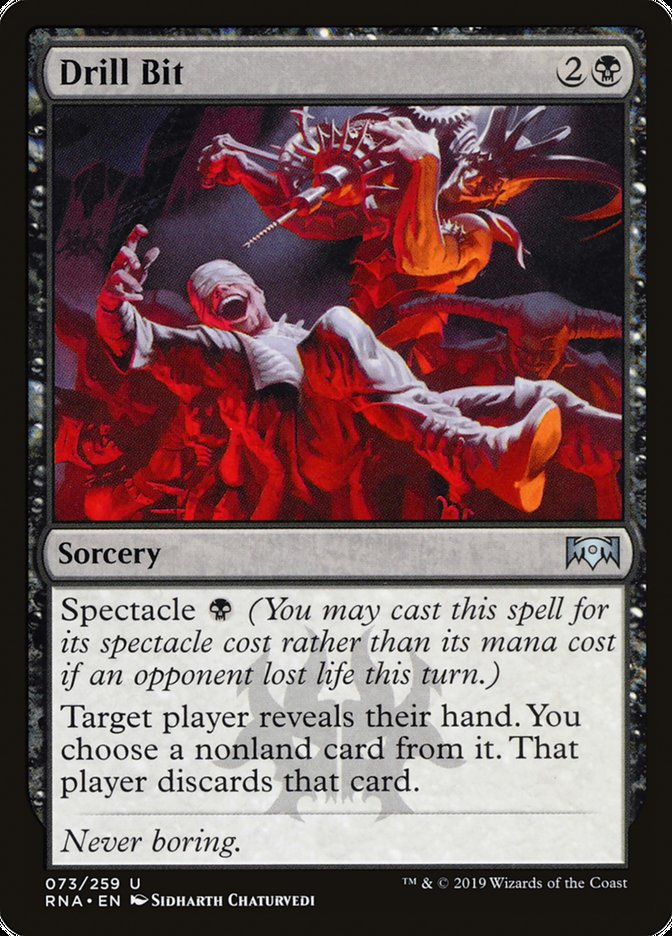 Drill Bit 2
Sorcery
Spectacle (You may cast this spell for
its spectacle cost rather than its mana cost
if an opponent lost life this turn.)
Target player reveals their hand. You
choose a nonland card from it. That
player discards that card.
Never boring.
073/259 U
RNA • EN Sidharth Chaturvedi
™ & © 2019 Wizards of the Coast